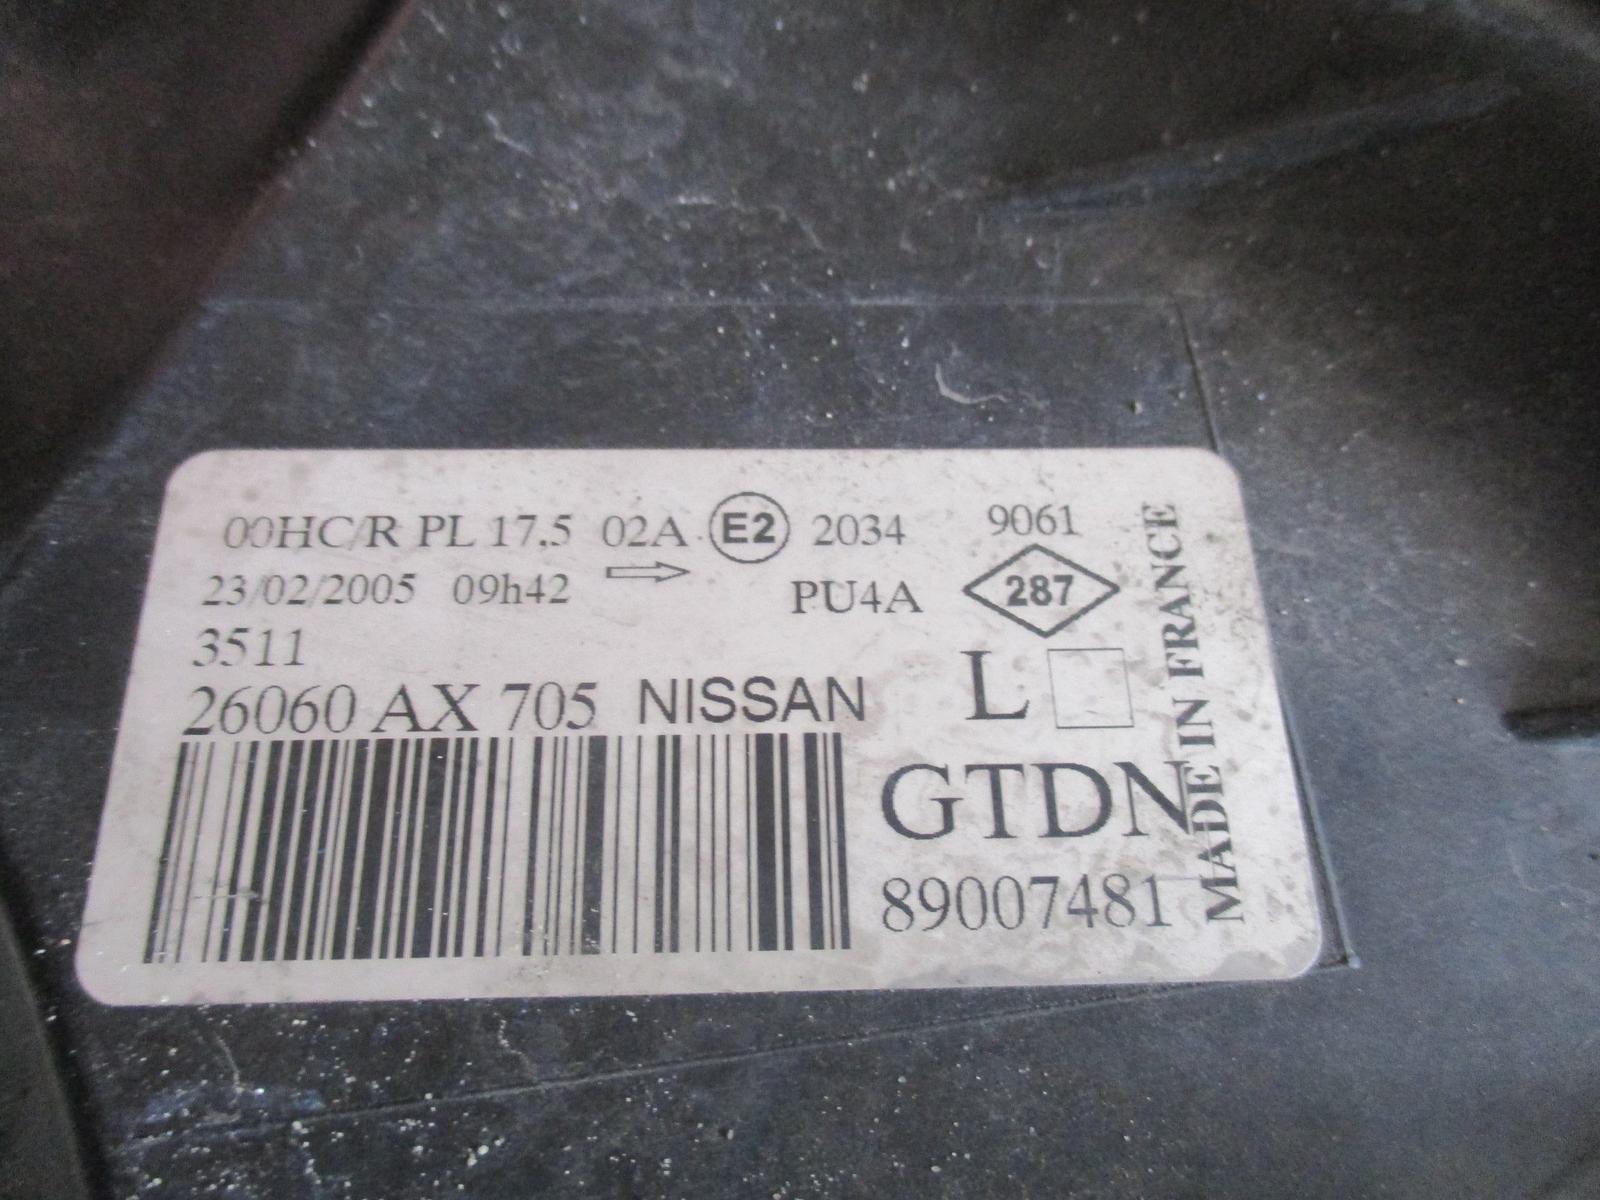 00HC/R PL 17.5 02A E2 2034 9061
23/02/2005 09h42 PU4A 287
3511
26060 AX 705 NISSAN L
GTDN
89007481
MADE IN FRANCE